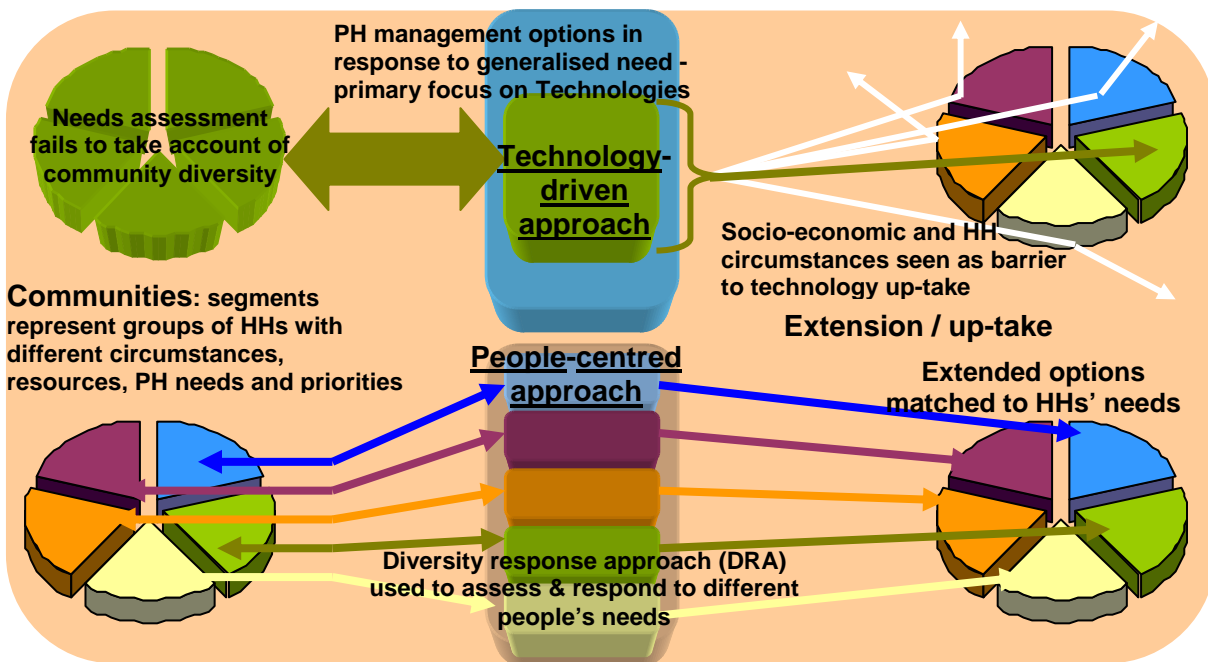 PH management options in
response to generalised need -
primary focus on Technologies
Needs assessment
fails to take account of
community diversity
Technology-
driven
approach
Socio-economic and HH
circumstances seen as barrier
to technology up-take
Extension / up-take
Communities: segments
represent groups of HHs with
different circumstances,
resources, PH needs and priorities
People-centred
approach
Extended options
matched to HHs’ needs
Diversity response approach (DRA)
used to assess & respond to different
people’s needs